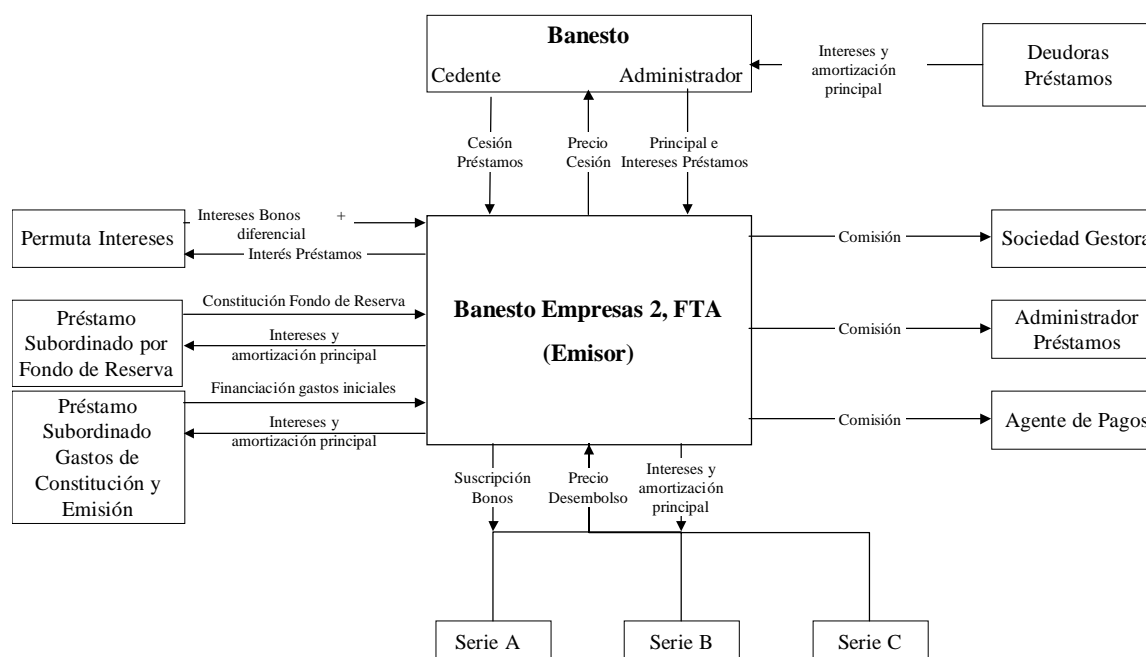 Banesto
Cedente
Administrador
Intereses y
amortización
principal
Deudoras
Préstamos
Cesión
Préstamos
Precio
Cesión
Principal e
Intereses Préstamos
Permuta Intereses
Intereses Bonos +
diferencial
Interés Préstamos
Préstamo
Subordinado por
Fondo de Reserva
Constitución Fondo de Reserva
Intereses y
amortización principal
Préstamo
Subordinado
Gastos de
Constitución y
Emisión
Financiación gastos iniciales
Intereses y
amortización principal
Banesto Empresas 2, FTA
(Emisor)
Comisión
Sociedad Gestora
Comisión
Administrador
Préstamos
Comisión
Agente de Pagos
Suscripción
Bonos
Precio
Desembolso
Intereses y
amortización
principal
Serie A
Serie B
Serie C